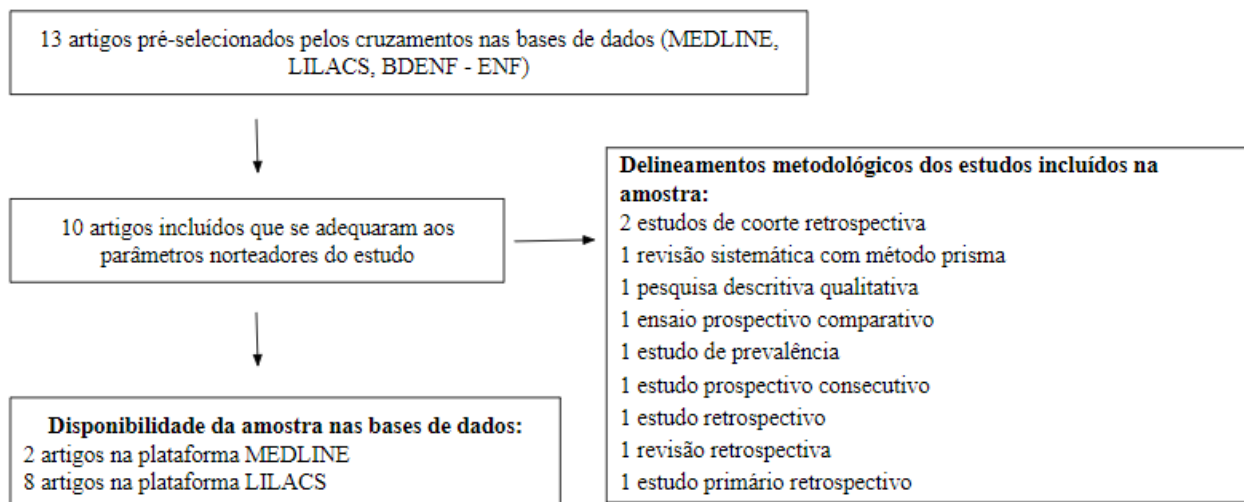 13 artigos pré-selecionados pelos cruzamentos nas bases de dados (MEDLINE,
LILACS, BDENF - ENF)
10 artigos incluídos que se adequaram aos
parâmetros norteadores do estudo
Delineamentos metodológicos dos estudos incluídos na
amostra:
2 estudos de coorte retrospectiva
1 revisão sistemática com método prisma
1 pesquisa descritiva qualitativa
1 ensaio prospectivo comparativo
1 estudo de prevalência
1 estudo prospectivo consecutivo
1 estudo retrospectivo
1 revisão retrospectiva
1 estudo primário retrospectivo
Disponibilidade da amostra nas bases de dados:
2 artigos na plataforma MEDLINE
8 artigos na plataforma LILACS